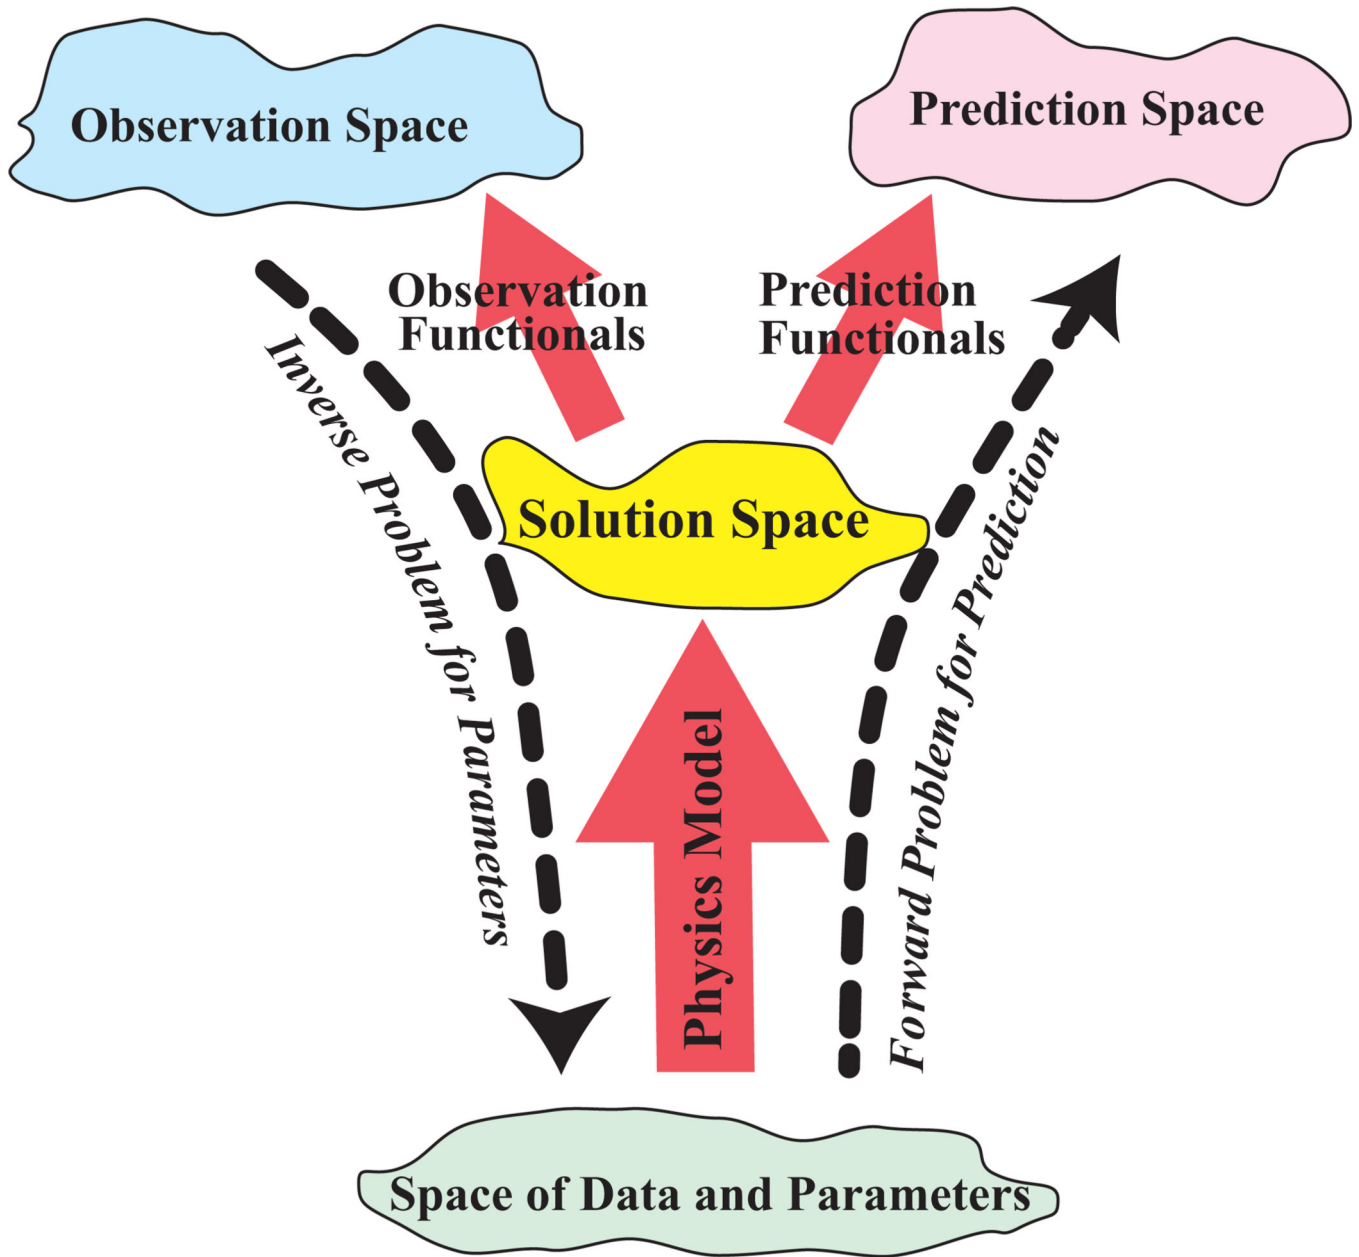 Observation Space
Prediction Space
Observation
Functionals
Prediction
Functionals
Inverse Problem for Parameters
Solution Space
Forward Problem for Prediction
Physics Model
Space of Data and Parameters